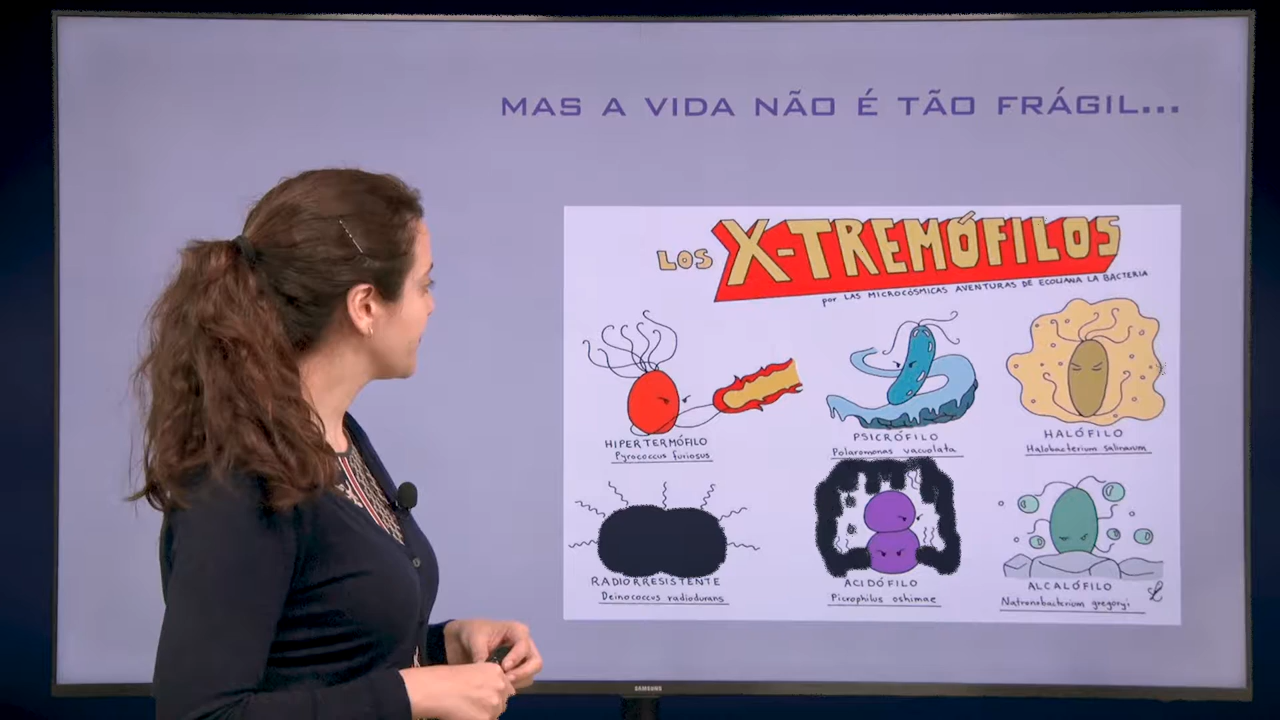 MAS A VIDA NÃO É TÃO FRÁGIL...
LOS X-TREMÓFILOS
por LAS MICROCÓSMICAS AVENTURAS DE ECOLIANA LA BACTERIA
HIPERTERMÓFILO
Pyrococcus furiosus
PSICRÓFILO
Polaromonas vacuolata
HALÓFILO
Halobacterium salinarum
RADIORRESISTENTE
Deinococcus radiodurans
ACIDÓFILO
Picrophilus oshimae
ALCALÓFILO
Natronobacterium gregoryi
SAMSUNG